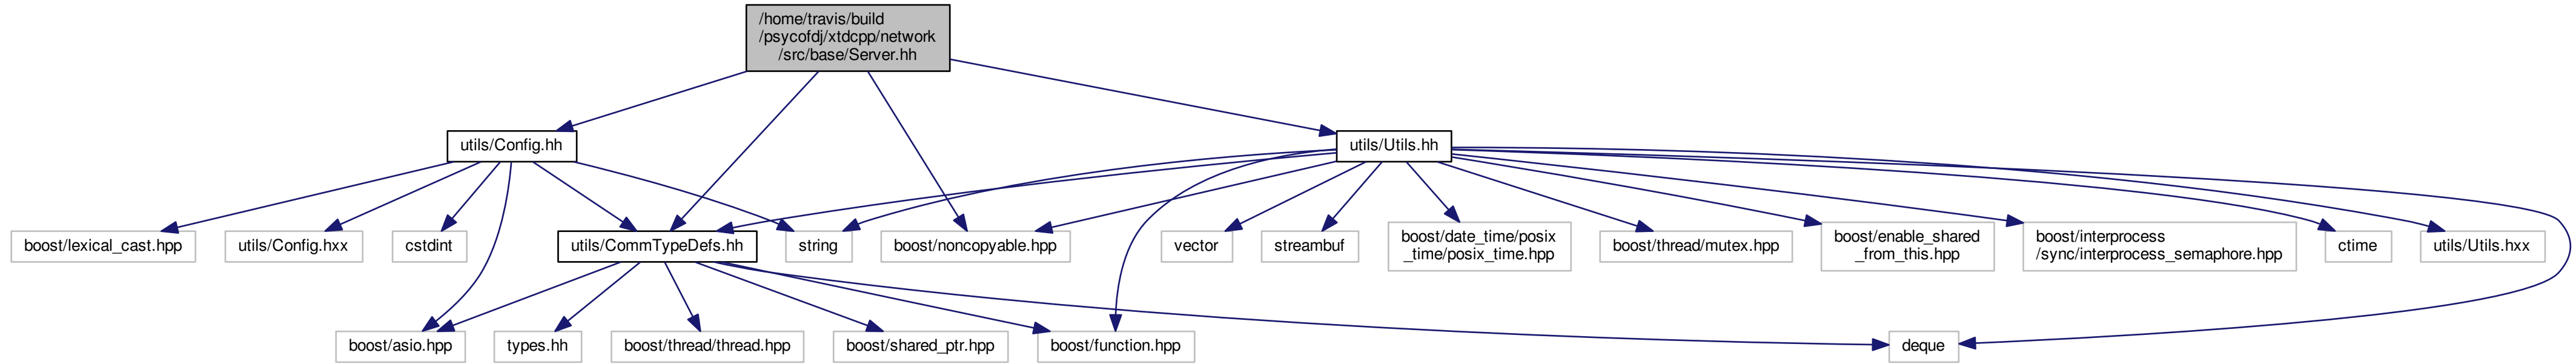 /home/travis/build
/psycofdj/xtdcpp/network
/src/base/Server.hh
utils/Config.hh
utils/Utils.hh
boost/lexical_cast.hpp
utils/Config.hxx
cstdint
utils/CommTypeDefs.hh
string
boost/noncopyable.hpp
vector
streambuf
boost/date_time/posix
_time/posix_time.hpp
boost/thread/mutex.hpp
boost/enable_shared
_from_this.hpp
boost/interprocess
/sync/interprocess_semaphore.hpp
ctime
utils/Utils.hxx
boost/asio.hpp
types.hh
boost/thread/thread.hpp
boost/shared_ptr.hpp
boost/function.hpp
deque